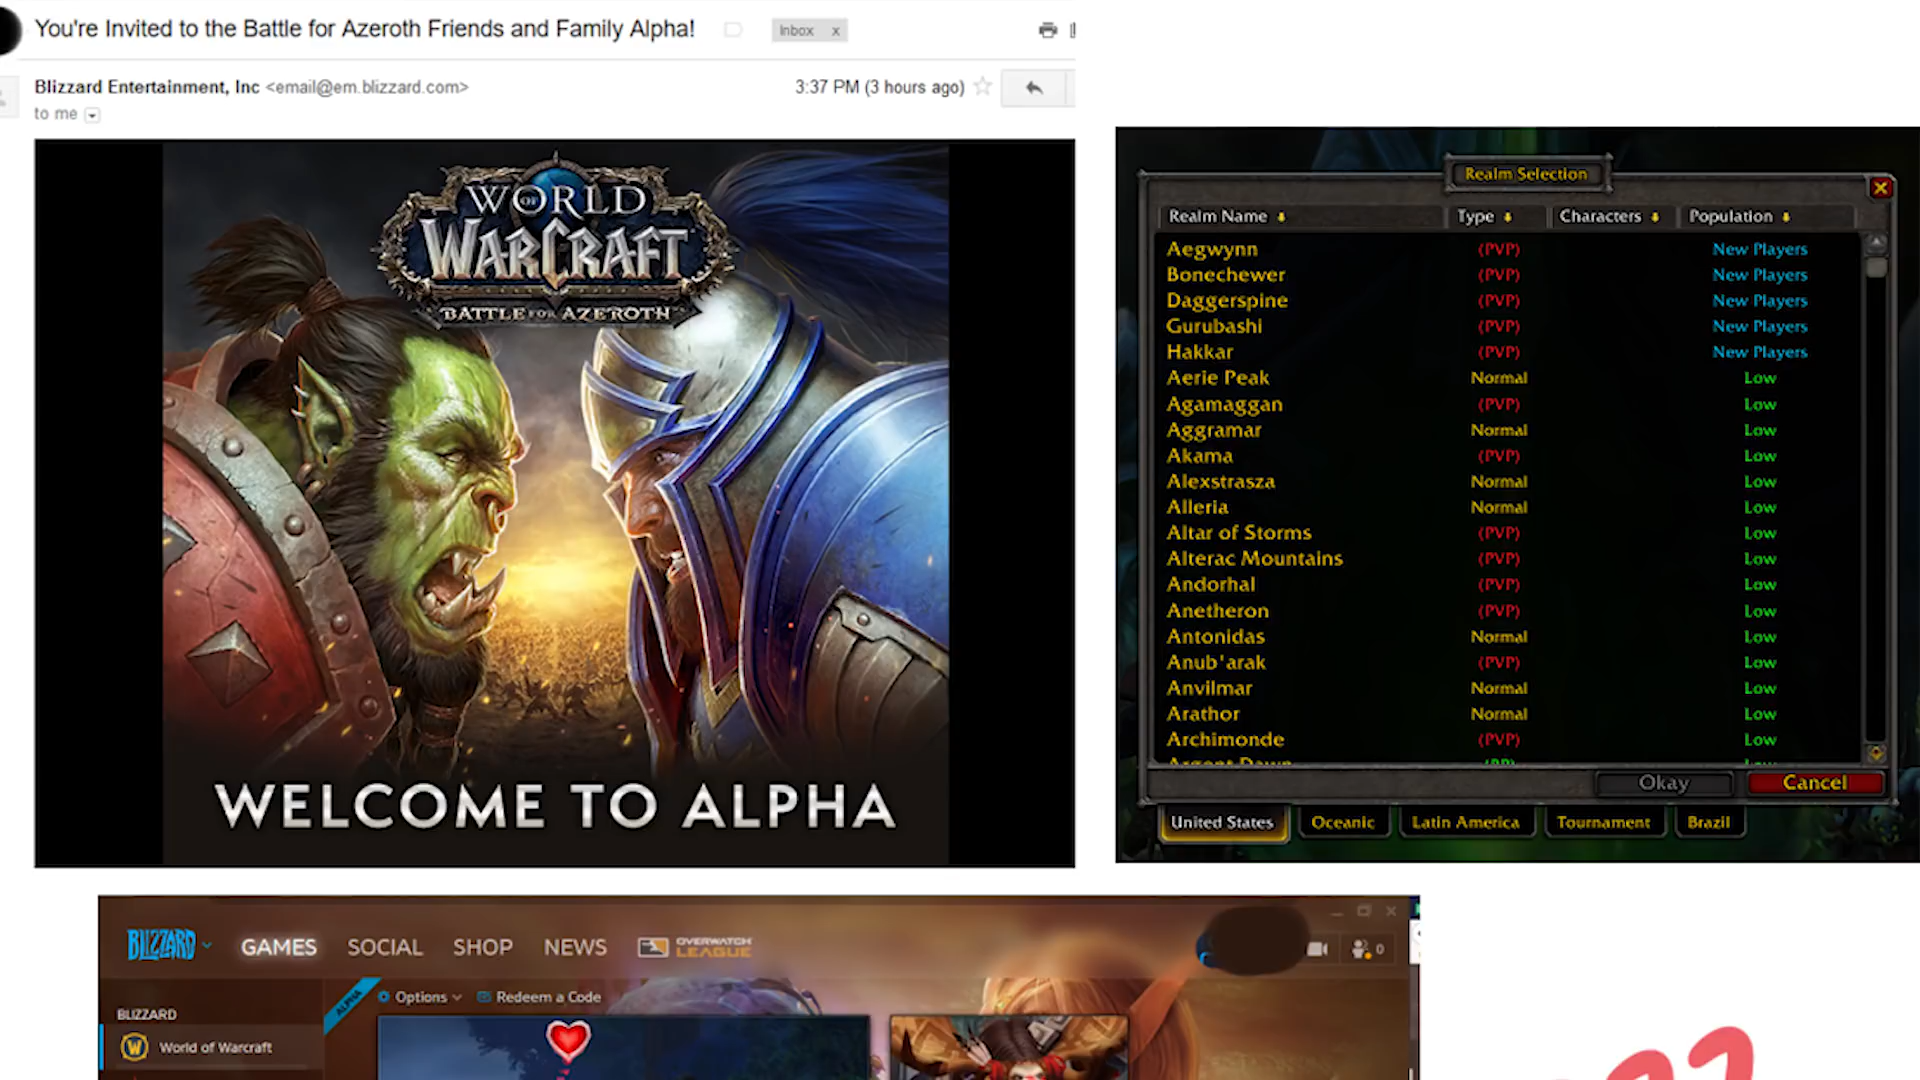 You're Invited to the Battle for Azeroth Friends and Family Alpha!
Inbox x
Blizzard Entertainment, Inc <email@em.blizzard.com>
3:37 PM (3 hours ago)
to me
WORLD
OF
WARCRAFT
BATTLE FOR AZEROTH
WELCOME TO ALPHA
Realm Selection
Realm Name Type Characters Population
Aegwynn (PVP) New Players
Bonechewer (PVP) New Players
Daggerspine (PVP) New Players
Gurubashi (PVP) New Players
Hakkar (PVP) New Players
Aerie Peak Normal Low
Agamaggan (PVP) Low
Aggramar Normal Low
Akama (PVP) Low
Alexstrasza Normal Low
Alleria Normal Low
Altar of Storms (PVP) Low
Alterac Mountains (PVP) Low
Andorhal (PVP) Low
Anetheron (PVP) Low
Antonidas Normal Low
Anub'arak (PVP) Low
Anvilmar Normal Low
Arathor Normal Low
Archimonde (PVP) Low
Argent Dawn (RP) Low
Okay Cancel
United States Oceanic Latin America Tournament Brazil
BLIZZARD GAMES SOCIAL SHOP NEWS OVERWATCH LEAGUE
0
ALPHA
Options Redeem a Code
BLIZZARD
World of Warcraft